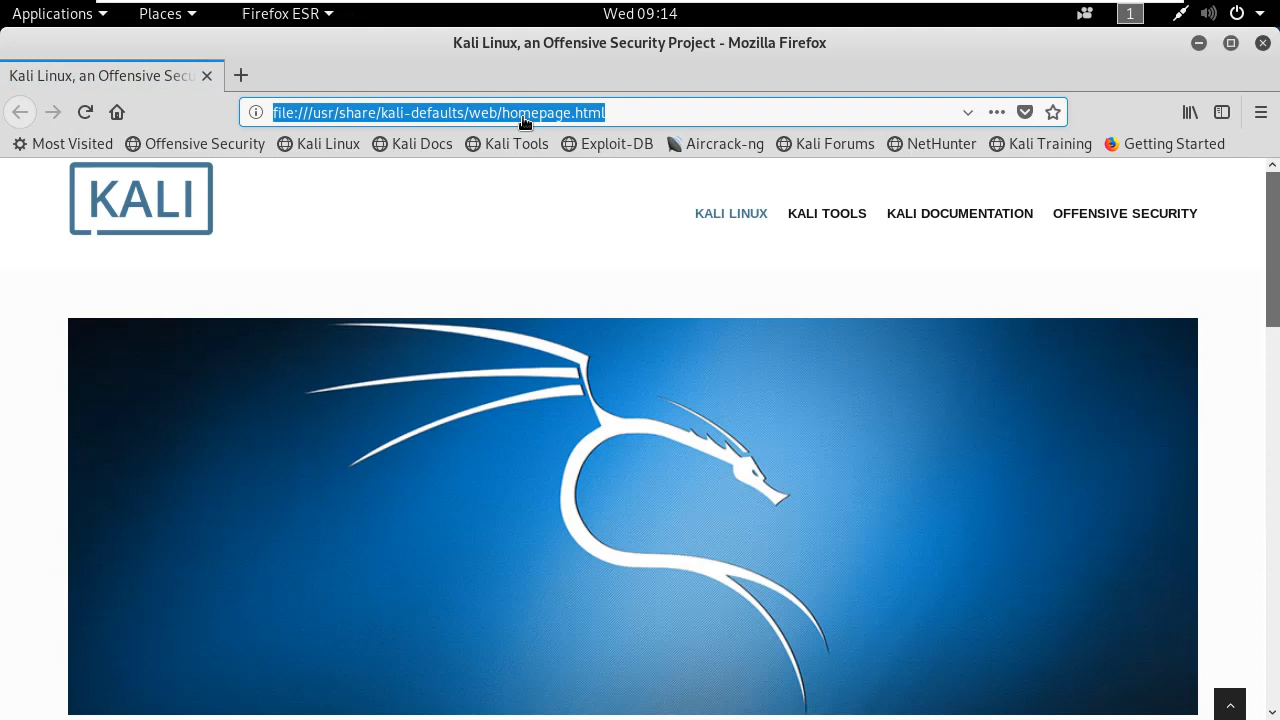 Applications Places Firefox ESR Wed 09:14 1
Kali Linux, an Offensive Security Project - Mozilla Firefox
Kali Linux, an Offensive Secu
file:///usr/share/kali-defaults/web/homepage.html
Most Visited Offensive Security Kali Linux Kali Docs Kali Tools Exploit-DB Aircrack-ng Kali Forums NetHunter Kali Training Getting Started
KALI
KALI LINUX KALI TOOLS KALI DOCUMENTATION OFFENSIVE SECURITY